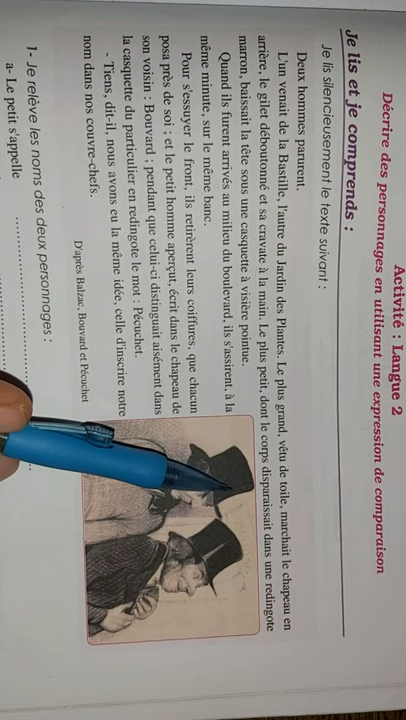 Activité : Langue 2
Décrire des personnages en utilisant une expression de comparaison
Je lis et je comprends :
Je lis silencieusement le texte suivant :
Deux hommes parurent.
L'un venait de la Bastille, l'autre du Jardin des Plantes. Le plus grand, vêtu de toile, marchait le chapeau en
arrière, le gilet déboutonné et sa cravate à la main. Le plus petit, dont le corps disparaissait dans une redingote
marron, baissait la tête sous une casquette à visière pointue.
Quand ils furent arrivés au milieu du boulevard, ils s'assirent, à la
même minute, sur le même banc.
Pour s'essuyer le front, ils retirèrent leurs coiffures, que chacun
posa près de soi ; et le petit homme aperçut, écrit dans le chapeau de
son voisin : Bouvard ; pendant que celui-ci distinguait aisément dans
la casquette du particulier en redingote le mot : Pécuchet.
- Tiens, dit-il, nous avons eu la même idée, celle d'inscrire notre
nom dans nos couvre-chefs.
D'après Balzac, Bouvard et Pécuchet
1- Je relève les noms des deux personnages :
a- Le petit s'appelle ..............................